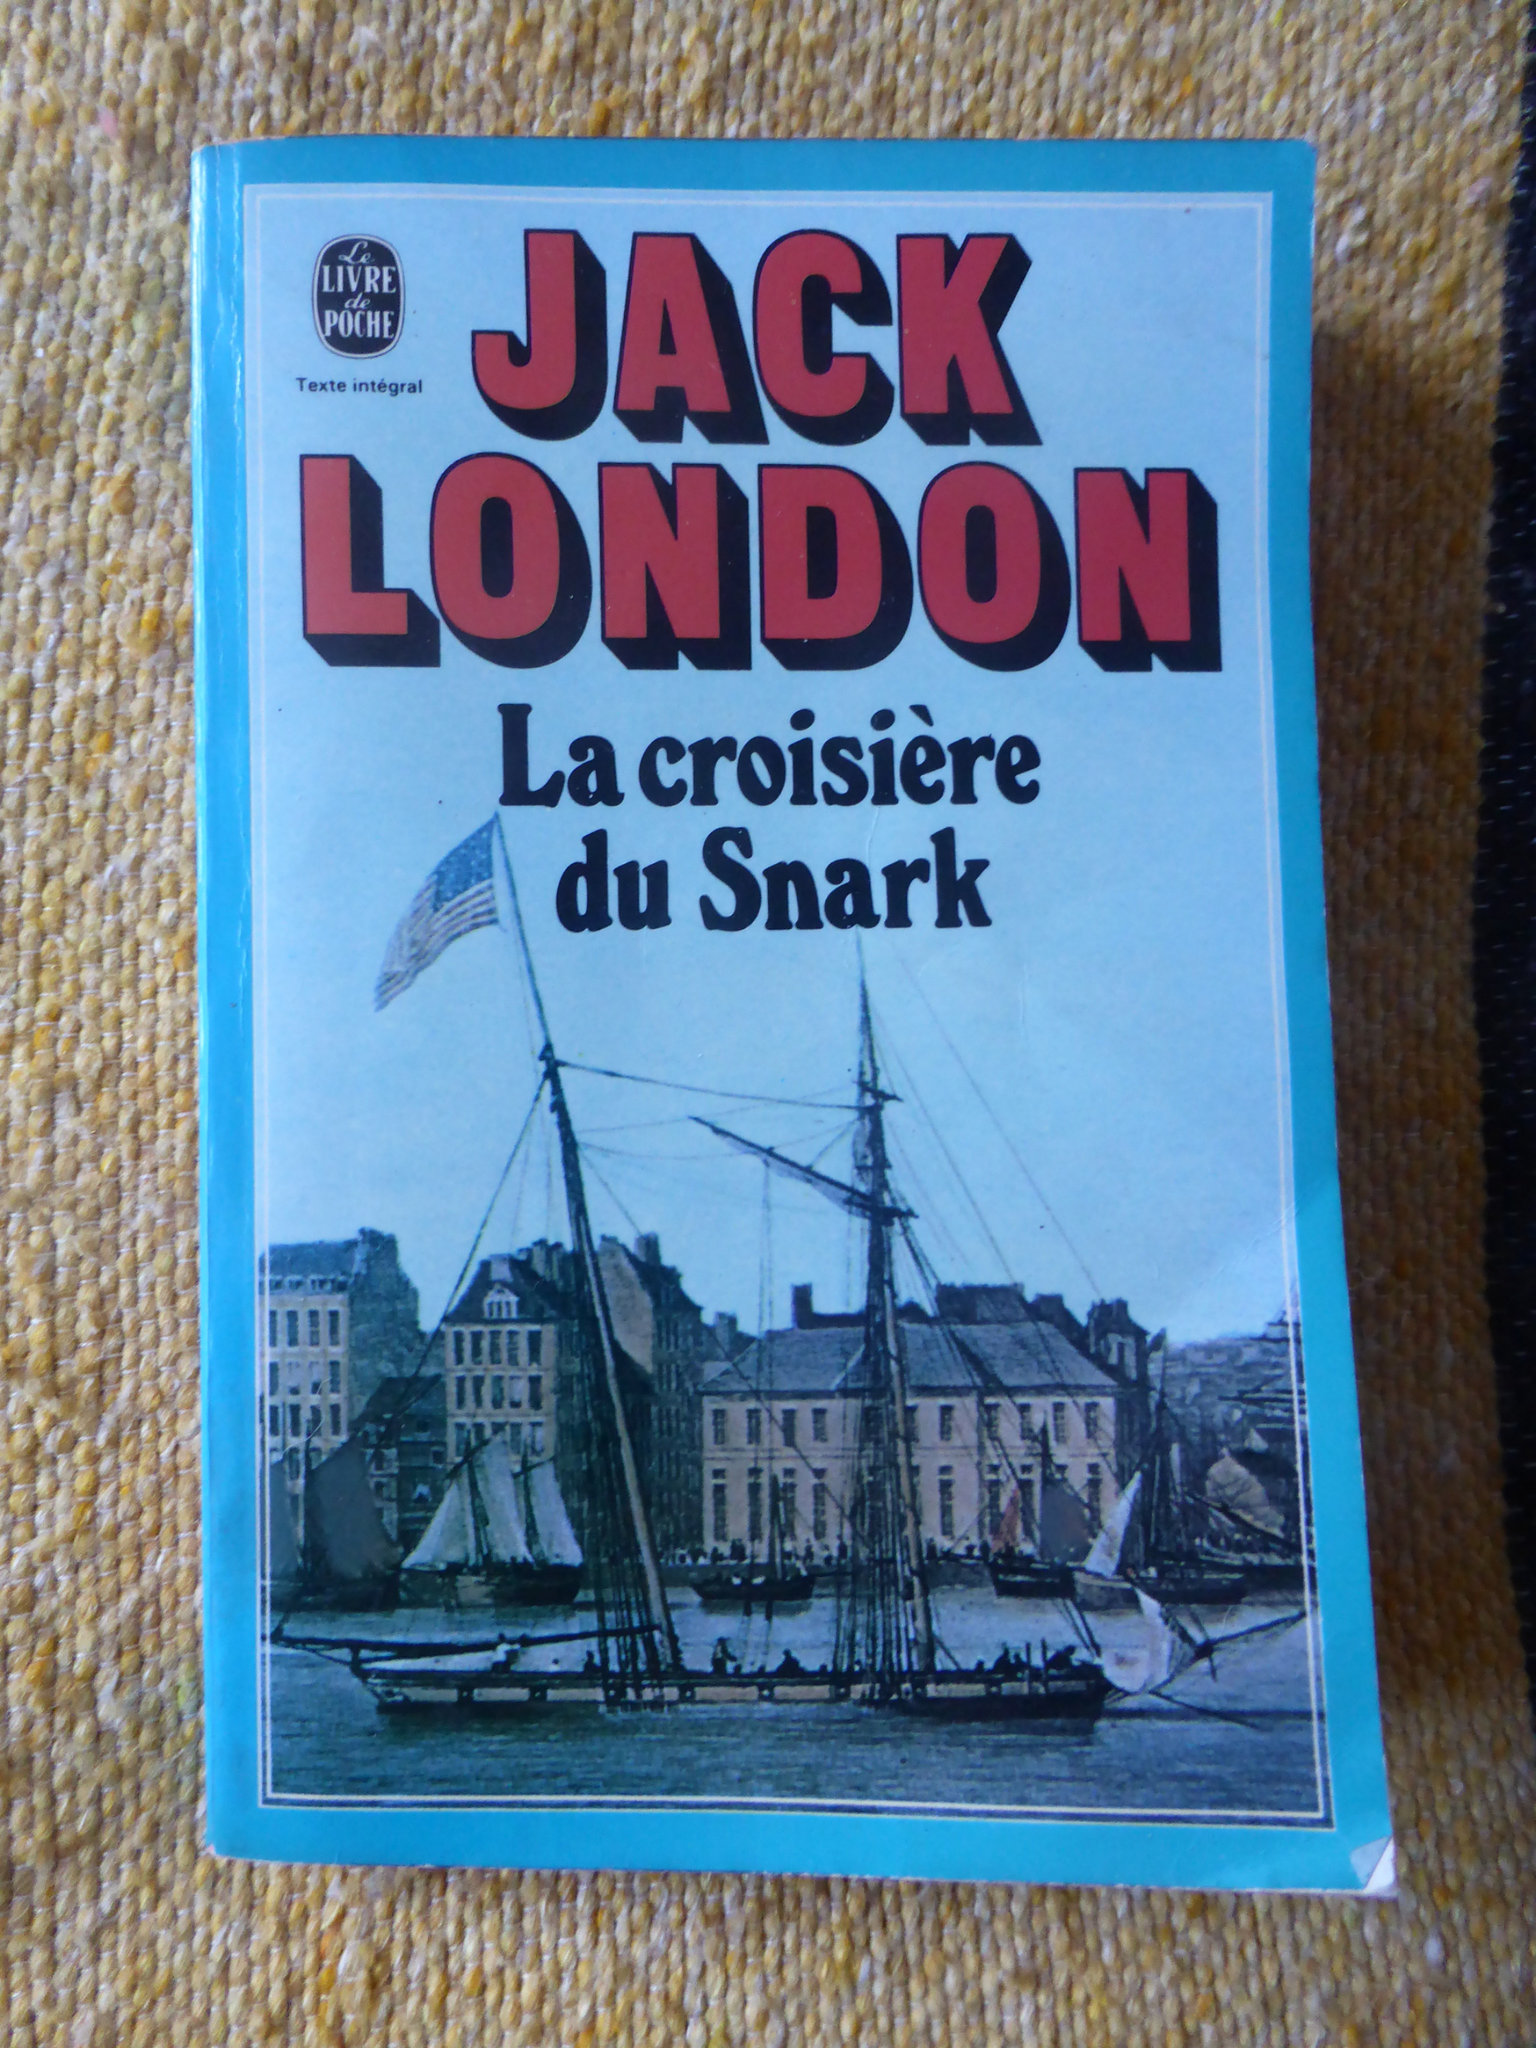 Le
LIVRE
de
POCHE
Texte intégral
JACK
LONDON
La croisière
du Snark